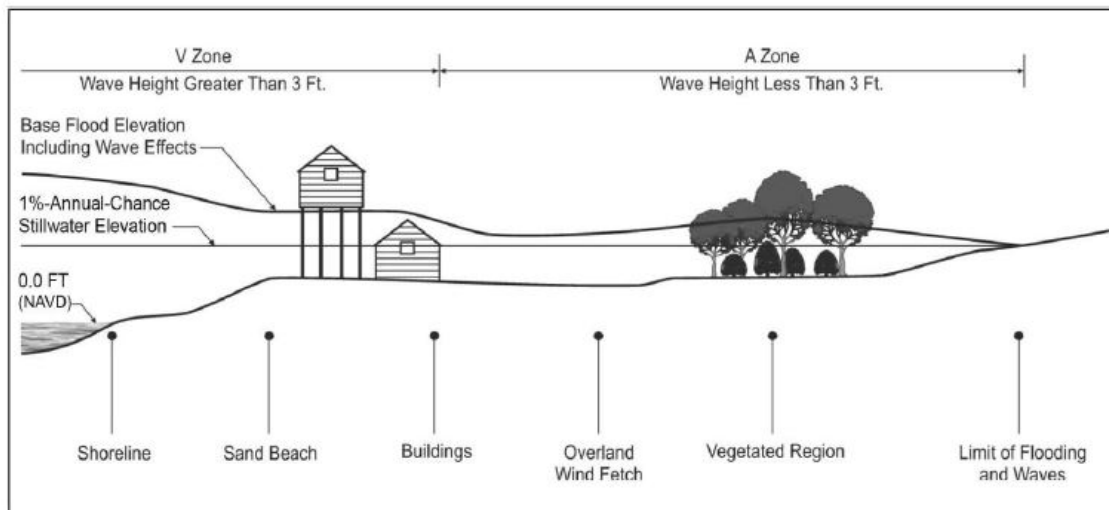 V Zone
Wave Height Greater Than 3 Ft.
A Zone
Wave Height Less Than 3 Ft.
Base Flood Elevation
Including Wave Effects
1%-Annual-Chance
Stillwater Elevation
0.0 FT
(NAVD)
Shoreline
Sand Beach
Buildings
Overland
Wind Fetch
Vegetated Region
Limit of Flooding
and Waves